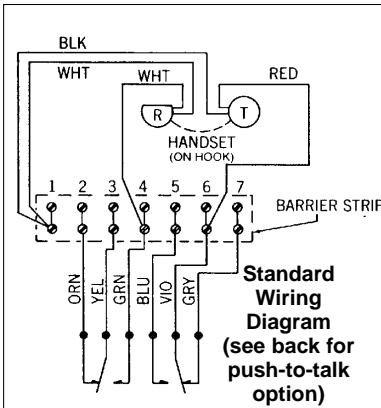 BLK
WHT
WHT
RED
R
T
HANDSET
(ON HOOK)
1 2 3 4 5 6 7
BARRIER STRIP
ORN
YEL
GRN
BLU
VIO
GRY
Standard
Wiring
Diagram
(see back for
push-to-talk
option)